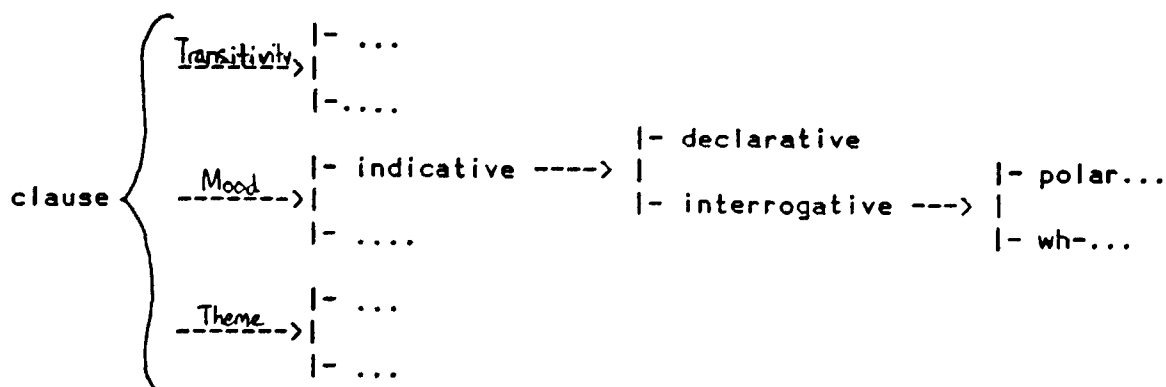 |- ...
Transitivity
-------->|
|-....
|- declarative
Mood |- indicative ----> | |- polar...
clause ------->| |- interrogative ---> |
|- .... |- wh-...
|- ...
Theme
-------->|
|- ...